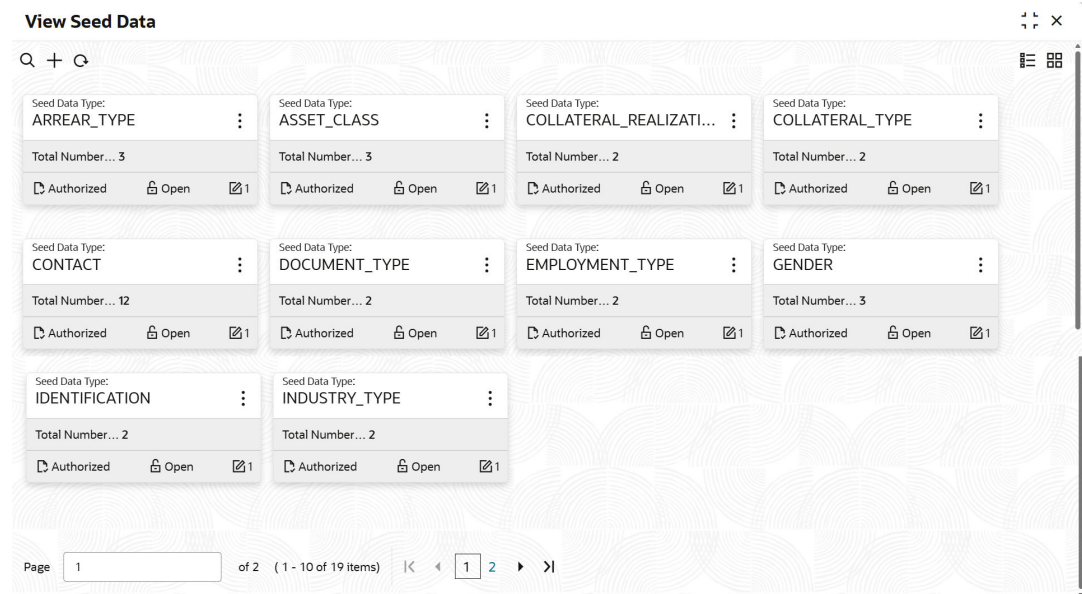 View Seed Data
Seed Data Type:
ARREAR_TYPE
Total Number... 3
Authorized Open 1
Seed Data Type:
ASSET_CLASS
Total Number... 3
Authorized Open 1
Seed Data Type:
COLLATERAL_REALIZATI...
Total Number... 2
Authorized Open 1
Seed Data Type:
COLLATERAL_TYPE
Total Number... 2
Authorized Open 1
Seed Data Type:
CONTACT
Total Number... 12
Authorized Open 1
Seed Data Type:
DOCUMENT_TYPE
Total Number... 2
Authorized Open 1
Seed Data Type:
EMPLOYMENT_TYPE
Total Number... 2
Authorized Open 1
Seed Data Type:
GENDER
Total Number... 3
Authorized Open 1
Seed Data Type:
IDENTIFICATION
Total Number... 2
Authorized Open 1
Seed Data Type:
INDUSTRY_TYPE
Total Number... 2
Authorized Open 1
Page 1 of 2 ( 1 - 10 of 19 items) 1 2